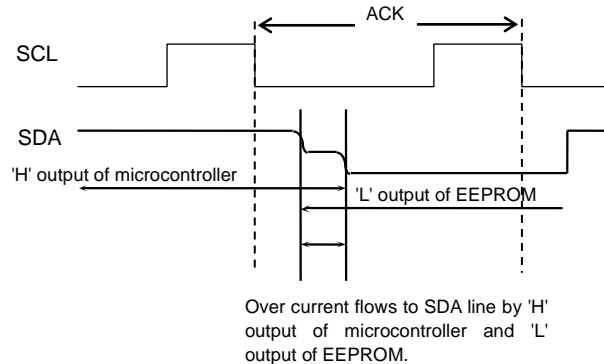 ACK
SCL
SDA
'H' output of microcontroller
'L' output of EEPROM
Over current flows to SDA line by 'H'
output of microcontroller and 'L'
output of EEPROM.